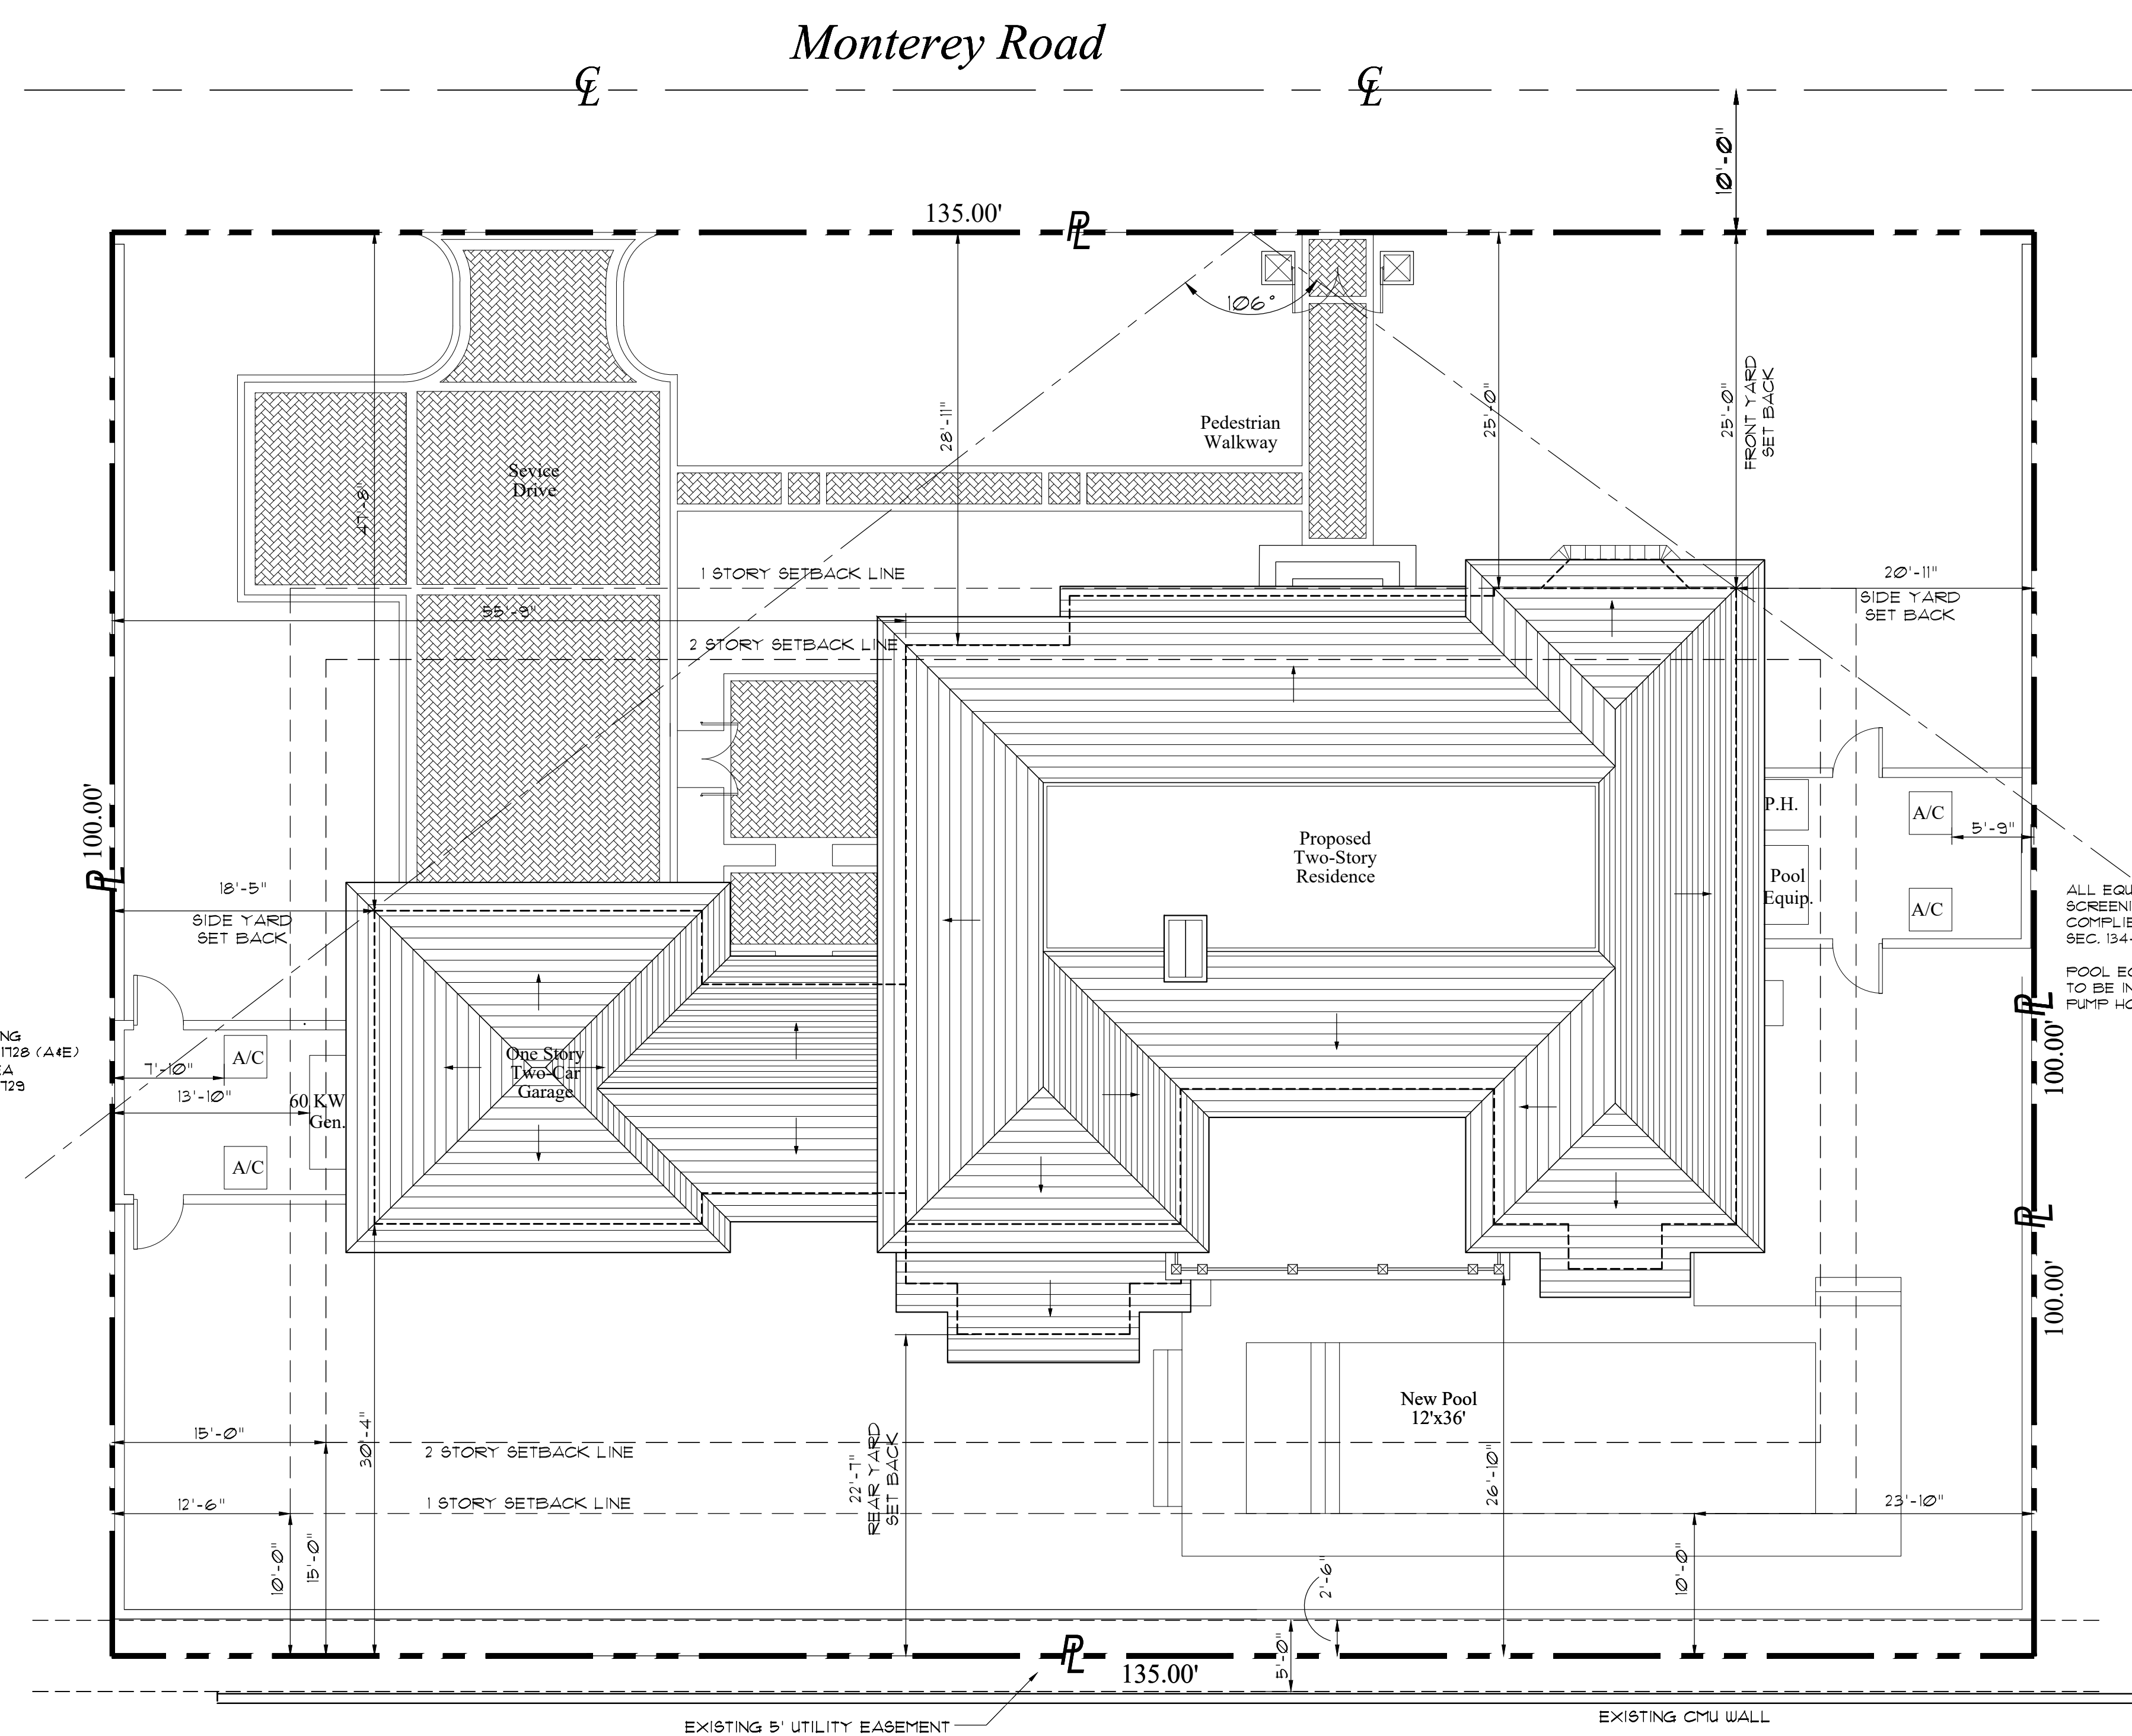 Monterey Road
CL
CL
10'-0"
135.00'
PL
106°
28'-11"
25'-0"
25'-0"
FRONT YARD
SET BACK
Pedestrian
Walkway
Sevice
Drive
47'-8"
1 STORY SETBACK LINE
20'-11"
SIDE YARD
SET BACK
55'-9"
2 STORY SETBACK LINE
100.00'
PL
P.H.
A/C
5'-9"
Proposed
Two-Story
Residence
Pool
Equip.
A/C
18'-5"
SIDE YARD
SET BACK
ALL EQU
SCREENI
COMPLIE
SEC. 134-
POOL EQ
TO BE IN
PUMP HO
PL
100.00'
NG
1728 (A&E)
EA
729
A/C
7'-10"
13'-10"
60 KW
Gen.
A/C
One Story
Two-Car
Garage
PL
100.00'
New Pool
12'x36'
15'-0"
30'-4"
2 STORY SETBACK LINE
22'-7"
REAR YARD
SET BACK
26'-10"
12'-6"
1 STORY SETBACK LINE
23'-10"
10'-0"
15'-0"
2'-6"
10'-0"
5'-0"
PL
135.00'
EXISTING 5' UTILITY EASEMENT
EXISTING CMU WALL